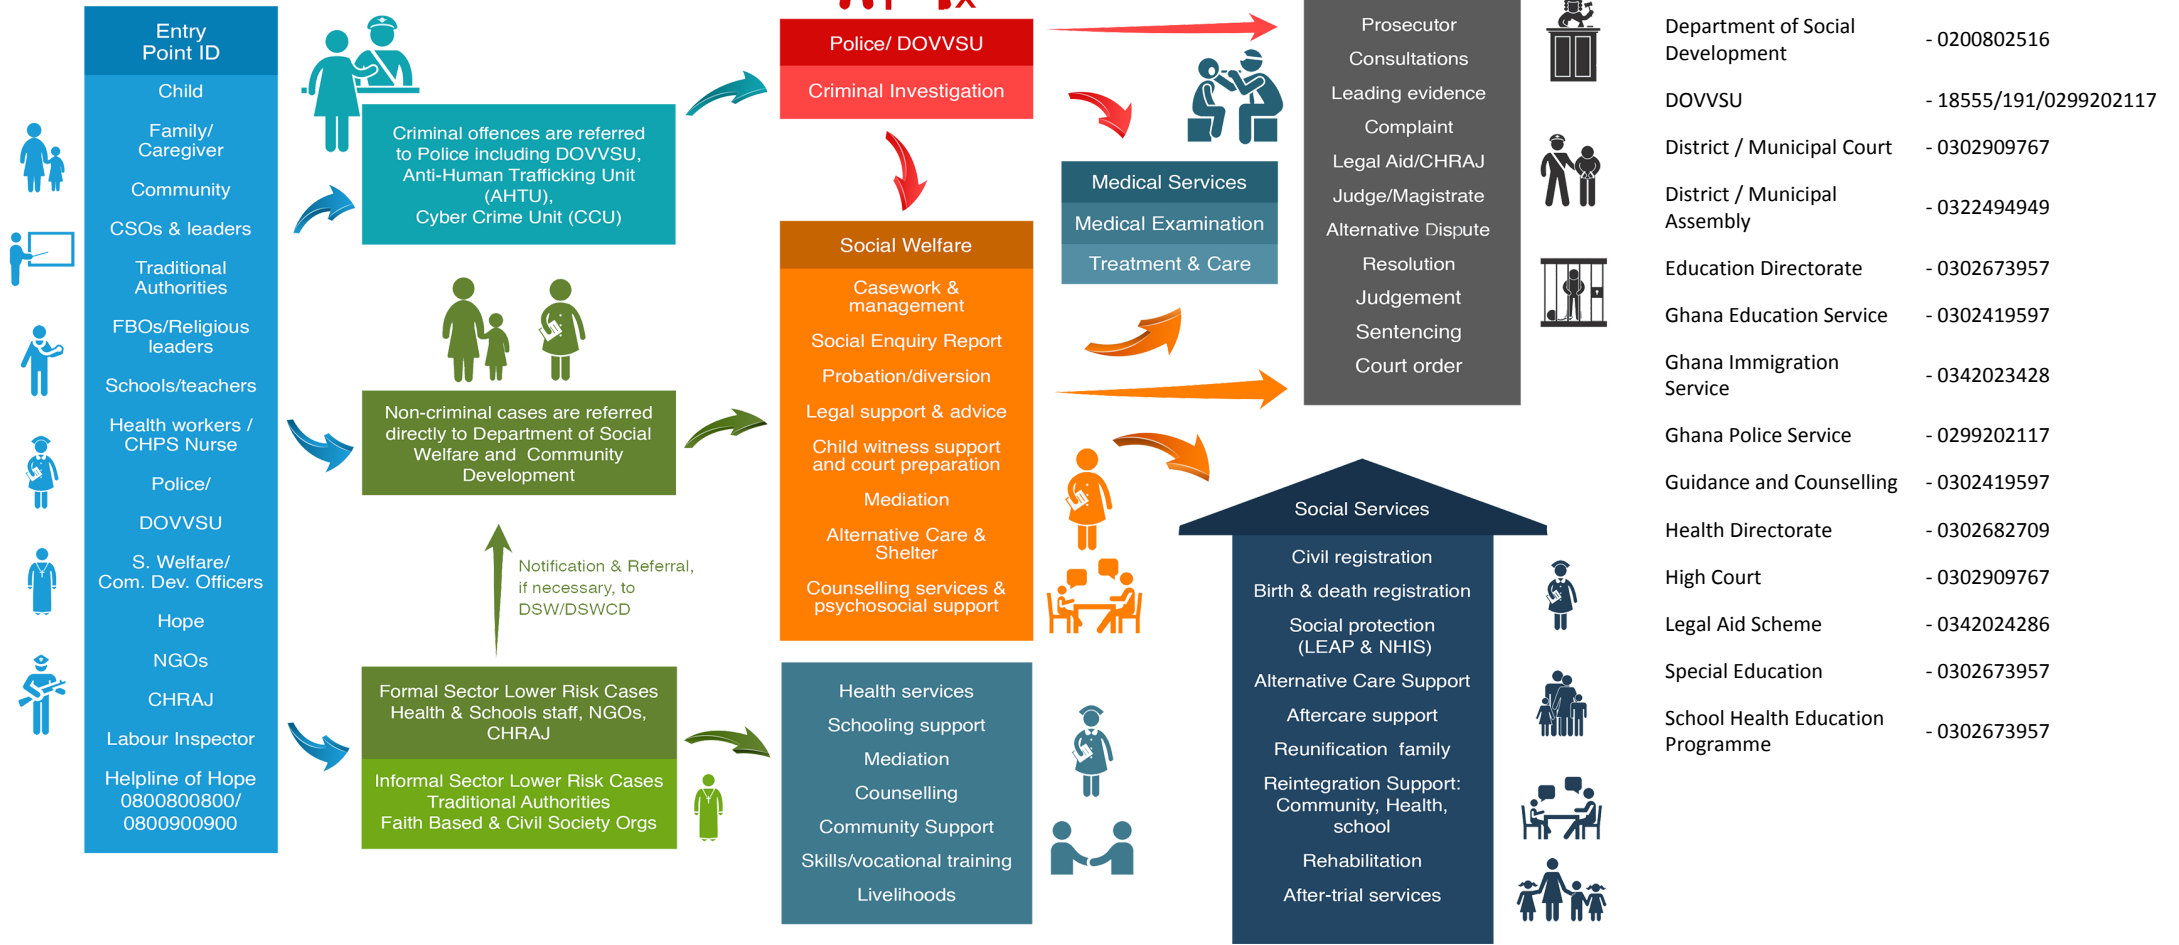 Entry
Point ID
Child
Family/
Caregiver
Community
CSOs & leaders
Traditional
Authorities
FBOs/Religious
leaders
Schools/teachers
Health workers /
CHPS Nurse
Police/
DOVVSU
S. Welfare/
Com. Dev. Officers
Hope
NGOs
CHRAJ
Labour Inspector
Helpline of Hope
0800800800/
0800900900
Criminal offences are referred
to Police including DOVVSU,
Anti-Human Trafficking Unit
(AHTU),
Cyber Crime Unit (CCU)
Non-criminal cases are referred
directly to Department of Social
Welfare and Community
Development
Notification & Referral,
if necessary, to
DSW/DSWCD
Formal Sector Lower Risk Cases
Health & Schools staff, NGOs,
CHRAJ
Informal Sector Lower Risk Cases
Traditional Authorities
Faith Based & Civil Society Orgs
Police/ DOVVSU
Criminal Investigation
Social Welfare
Casework &
management
Social Enquiry Report
Probation/diversion
Legal support & advice
Child witness support
and court preparation
Mediation
Alternative Care &
Shelter
Counselling services &
psychosocial support
Health services
Schooling support
Mediation
Counselling
Community Support
Skills/vocational training
Livelihoods
Medical Services
Medical Examination
Treatment & Care
Prosecutor
Consultations
Leading evidence
Complaint
Legal Aid/CHRAJ
Judge/Magistrate
Alternative Dispute
Resolution
Judgement
Sentencing
Court order
Social Services
Civil registration
Birth & death registration
Social protection
(LEAP & NHIS)
Alternative Care Support
Aftercare support
Reunification family
Reintegration Support:
Community, Health,
school
Rehabilitation
After-trial services
Department of Social
Development - 0200802516
DOVVSU - 18555/191/0299202117
District / Municipal Court - 0302909767
District / Municipal
Assembly - 0322494949
Education Directorate - 0302673957
Ghana Education Service - 0302419597
Ghana Immigration
Service - 0342023428
Ghana Police Service - 0299202117
Guidance and Counselling - 0302419597
Health Directorate - 0302682709
High Court - 0302909767
Legal Aid Scheme - 0342024286
Special Education - 0302673957
School Health Education
Programme - 0302673957